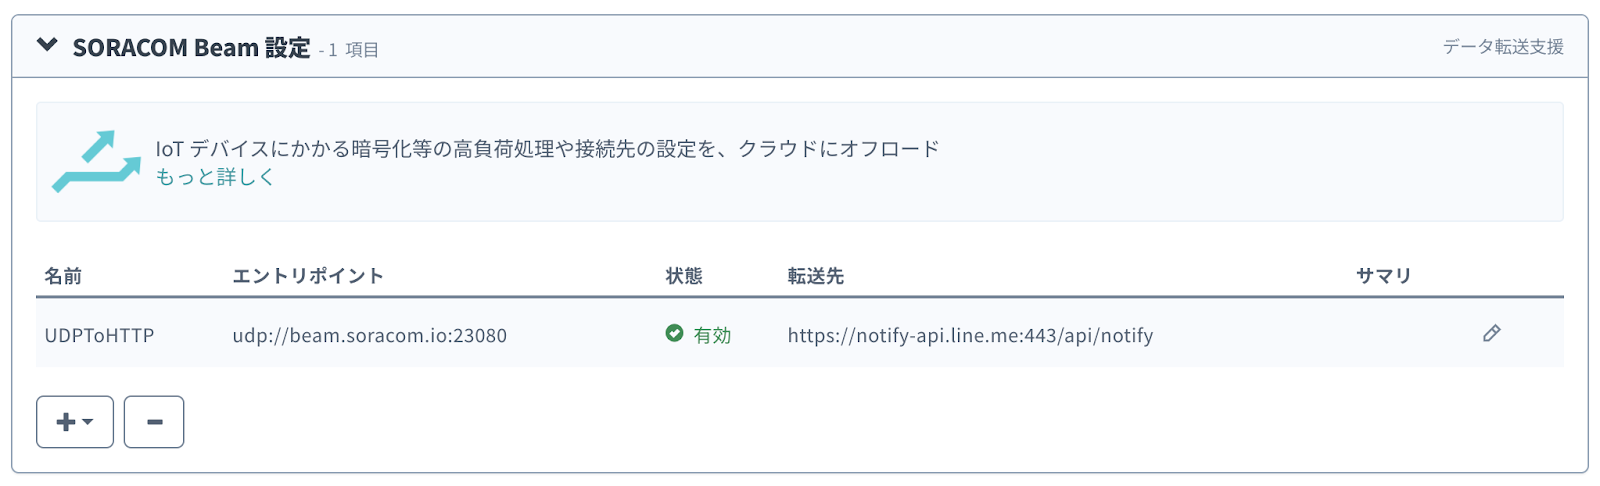 SORACOM Beam 設定 - 1 項目
データ転送支援
IoT デバイスにかかる暗号化等の高負荷処理や接続先の設定を、クラウドにオフロード
もっと詳しく
名前 エントリポイント 状態 転送先 サマリ
UDPToHTTP udp://beam.soracom.io:23080 有効 https://notify-api.line.me:443/api/notify